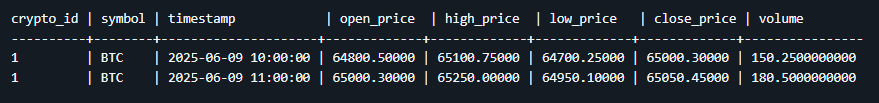 crypto_id | symbol | timestamp           | open_price  | high_price  | low_price   | close_price | volume
----------+--------+---------------------+-------------+-------------+-------------+-------------+----------------
1         | BTC    | 2025-06-09 10:00:00 | 64800.50000 | 65100.75000 | 64700.25000 | 65000.30000 | 150.2500000000
1         | BTC    | 2025-06-09 11:00:00 | 65000.30000 | 65250.00000 | 64950.10000 | 65050.45000 | 180.5000000000